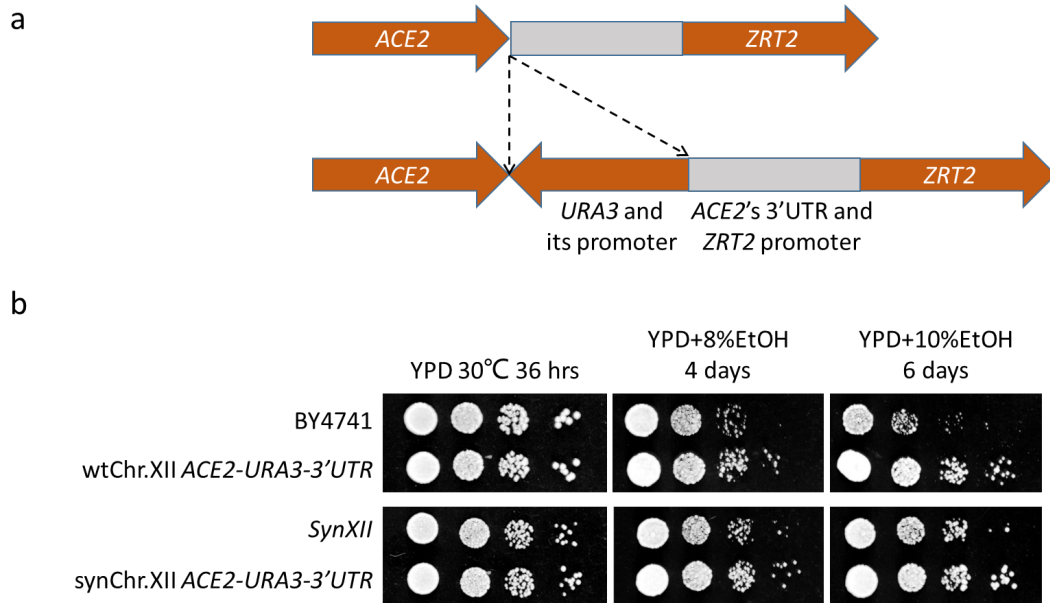 a
ACE2 ZRT2
ACE2 ZRT2
URA3 and
its promoter
ACE2's 3'UTR and
ZRT2 promoter
b
YPD 30℃ 36 hrs
YPD+8%EtOH
4 days
YPD+10%EtOH
6 days
BY4741
wtChr.XII ACE2-URA3-3'UTR
SynXII
synChr.XII ACE2-URA3-3'UTR